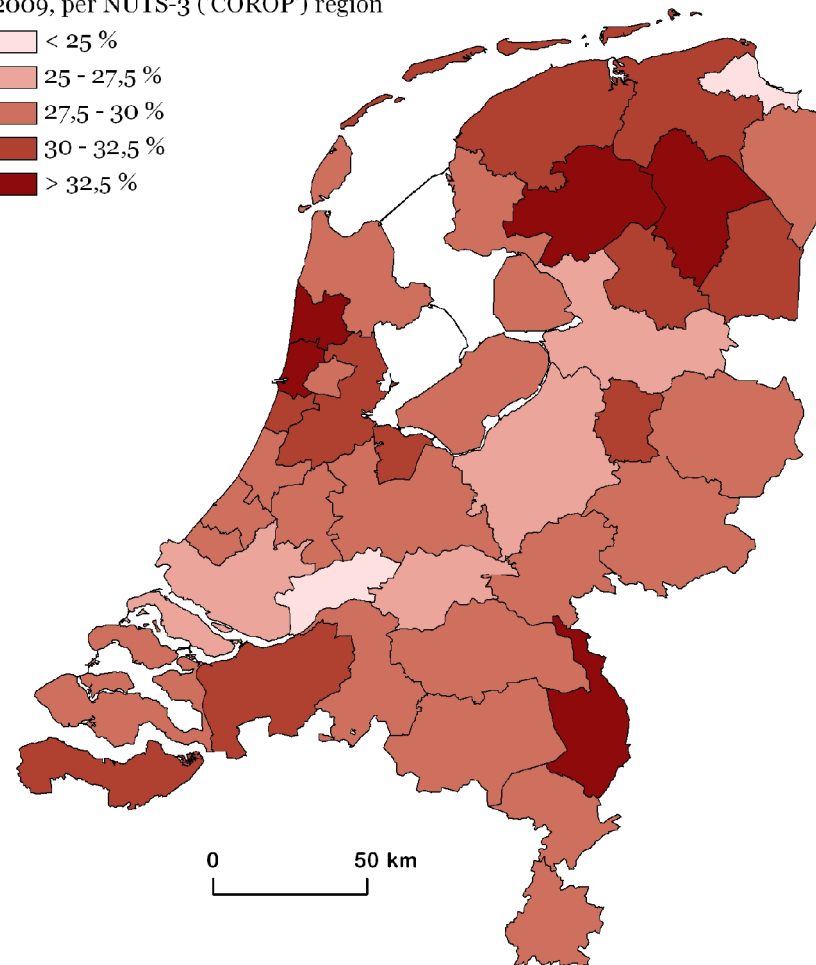 2009, per NUTS-3 ( COROP ) region
< 25 %
25 - 27,5 %
27,5 - 30 %
30 - 32,5 %
> 32,5 %
0 50 km